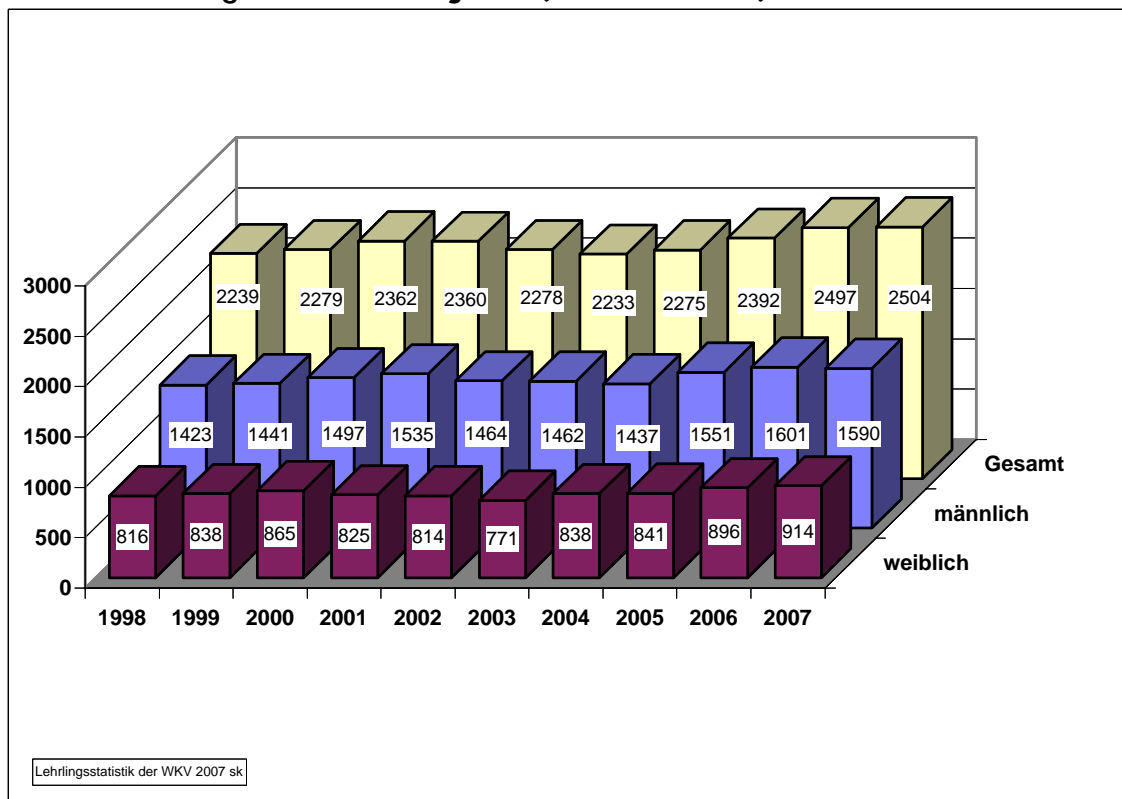 2239 2279 2362 2360 2278 2233 2275 2392 2497 2504
1423 1441 1497 1535 1464 1462 1437 1551 1601 1590
816 838 865 825 814 771 838 841 896 914
3000
2500
2000
1500
1000
500
0
1998 1999 2000 2001 2002 2003 2004 2005 2006 2007
Gesamt
männlich
weiblich
Lehrlingsstatistik der WKV 2007 sk